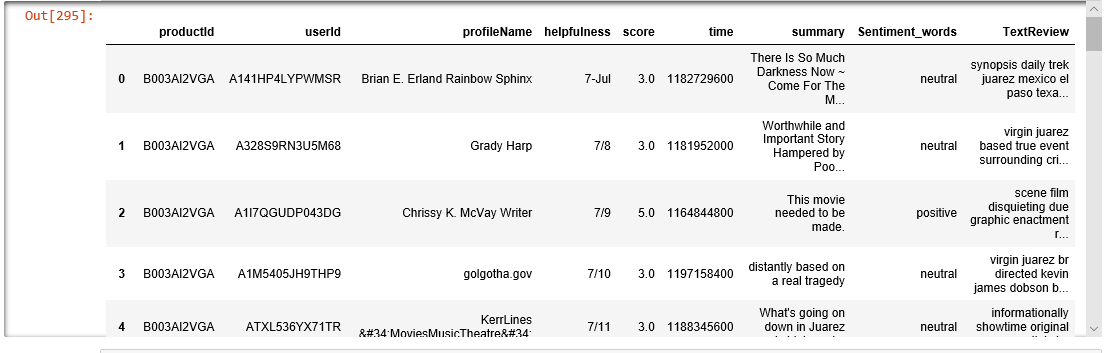 Out[295]:
productId userId profileName helpfulness score time summary Sentiment_words TextReview
0 B003AI2VGA A141HP4LYPWMSR Brian E. Erland Rainbow Sphinx 7-Jul 3.0 1182729600 There Is So Much Darkness Now ~ Come For The M... neutral synopsis daily trek juarez mexico el paso texa...
1 B003AI2VGA A328S9RN3U5M68 Grady Harp 7/8 3.0 1181952000 Worthwhile and Important Story Hampered by Poo... neutral virgin juarez based true event surrounding cri...
2 B003AI2VGA A1I7QGUDP043DG Chrissy K. McVay Writer 7/9 5.0 1164844800 This movie needed to be made. positive scene film disquieting due graphic enactment r...
3 B003AI2VGA A1M5405JH9THP9 golgotha.gov 7/10 3.0 1197158400 distantly based on a real tragedy neutral virgin juarez br directed kevin james dobson b...
4 B003AI2VGA ATXL536YX71TR KerrLines &#34;MoviesMusicTheatre&#34; 7/11 3.0 1188345600 What's going on down in Juarez neutral informationally showtime original